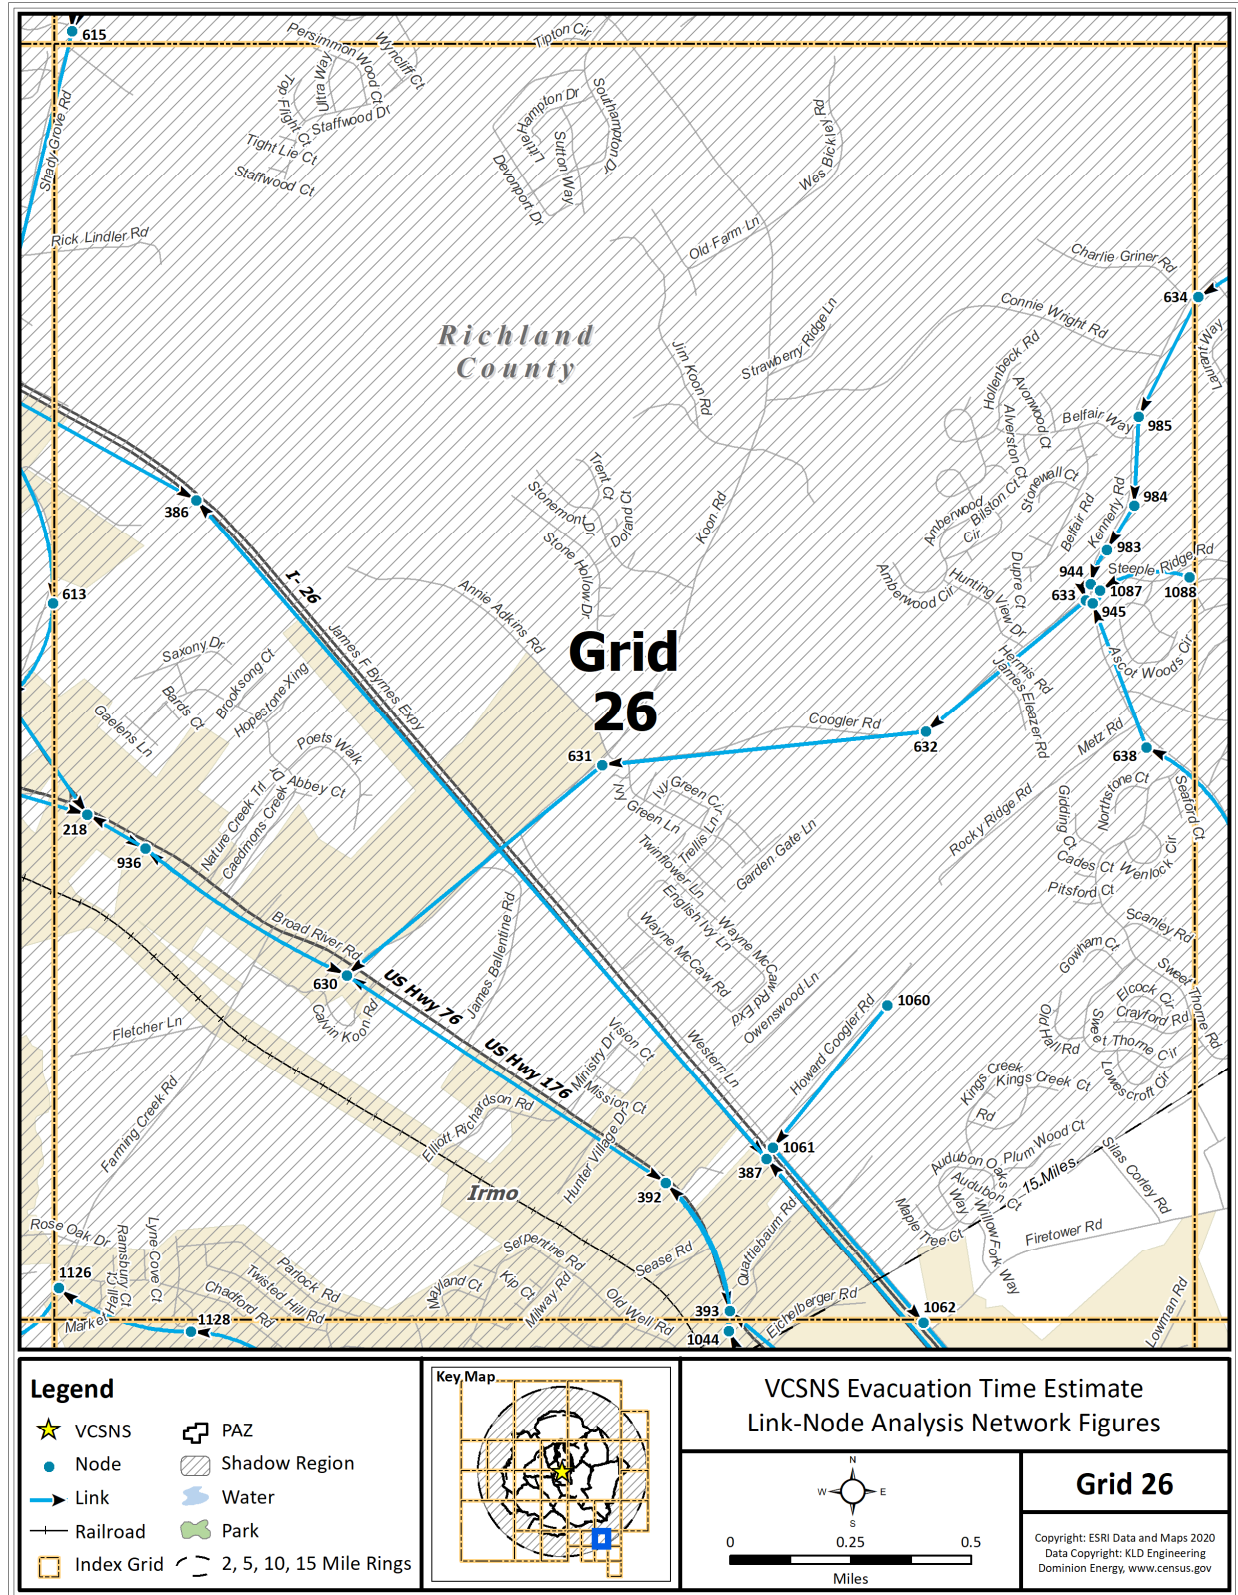 615
Persimmon Wood Ct
Wyncliff Ct
Tipton Cir
Top Flight Ct
Ulura Way
Staffwood Dr
Tight Lie Ct
Staffwood Ct
Shady Grove Rd
Rick Lindler Rd
Little Hampton Dr
Southampton Dr
Sutton Way
Devonport Dr
Wes Bickley Rd
Old Farm Ln
Charlie Griner Rd
634
Connie Wright Rd
Laurent Way
Richland
County
Jim Koon Rd
Strawberry Ridge Ln
Hollenbeck Rd
Avonwood Ct
Alverston Ct
Belfair Way
985
386
Trent Ct
Stonemont Dr
Dotand Ct
Stone Hollow Dr
Koon Rd
Stonewall Ct
Bilston Ct
Amberwood Cir
Belfair Rd
Kennerly Rd
984
983
Steeple Ridge Rd
944
1087
633
945
1088
Amberwood Cir
Dupre Ct
Hunting View Dr
I- 26
613
Annie Adkins Rd
James F Byrnes Expy
Grid
26
Saxony Dr
Brooksong Ct
Hopestone Xing
Bards Ct
Gaelens Ln
Poets Walk
Abbey Ct
Nature Creek Trl
Caedmons Creek Dr
Hermis Rd
James Eleazer Rd
Ascot Woods Cir
Coogler Rd
632
Metz Rd
638
631
Ivy Green Cir
Ivy Green Ln
Trellis Ln
Twinflower Ln
Garden Gate Ln
English Ivy Ln
Rocky Ridge Rd
Gidding Ct
Northstone Ct
Seaford Ct
Cades Ct
Wenlock Cir
Pitsford Ct
218
936
Broad River Rd
630
US Hwy 76
James Ballentine Rd
Calvin Koon Rd
Wayne McCaw Rd
Wayne McCaw Rd Exd
Owenswood Ln
Scanley Rd
Gowham Ct
Sweet Thorne Rd
Elcock Cir
Crayford Rd
Old Hall Rd
Sweet Thorne Cir
Lowescroft Cir
1060
Howard Coogler Rd
Western Ln
Fletcher Ln
Farming Creek Rd
US Hwy 176
Vision Ct
Ministry Dr
Mission Ct
Elliott Richardson Rd
Hunter Village Dr
Kings Creek Rd
Kings Creek Ct
1061
387
392
Irmo
Plum Wood Ct
Audubon Oaks Way
Audubon Ct
15 Miles
Silas Corley Rd
Maple Tree Ct
Willow Fork Way
Firetower Rd
Rose Oak Dr
Ramsbury Ct
Lyne Cove Ct
1126
Market Hall Ct
Chadford Rd
Twisted Hill Rd
Penlock Rd
1128
Wayland Ct
Serpentine Rd
Kip Ct
Milway Rd
Sease Rd
Old Well Rd
Quattlebaum Rd
393
1044
Eichelberger Rd
1062
Lowman Rd
Legend
VCSNS
PAZ
Node
Shadow Region
Link
Water
Railroad
Park
Index Grid
2, 5, 10, 15 Mile Rings
Key Map
VCSNS Evacuation Time Estimate
Link-Node Analysis Network Figures
N
W E
S
0 0.25 0.5
Miles
Grid 26
Copyright: ESRI Data and Maps 2020
Data Copyright: KLD Engineering
Dominion Energy, www.census.gov